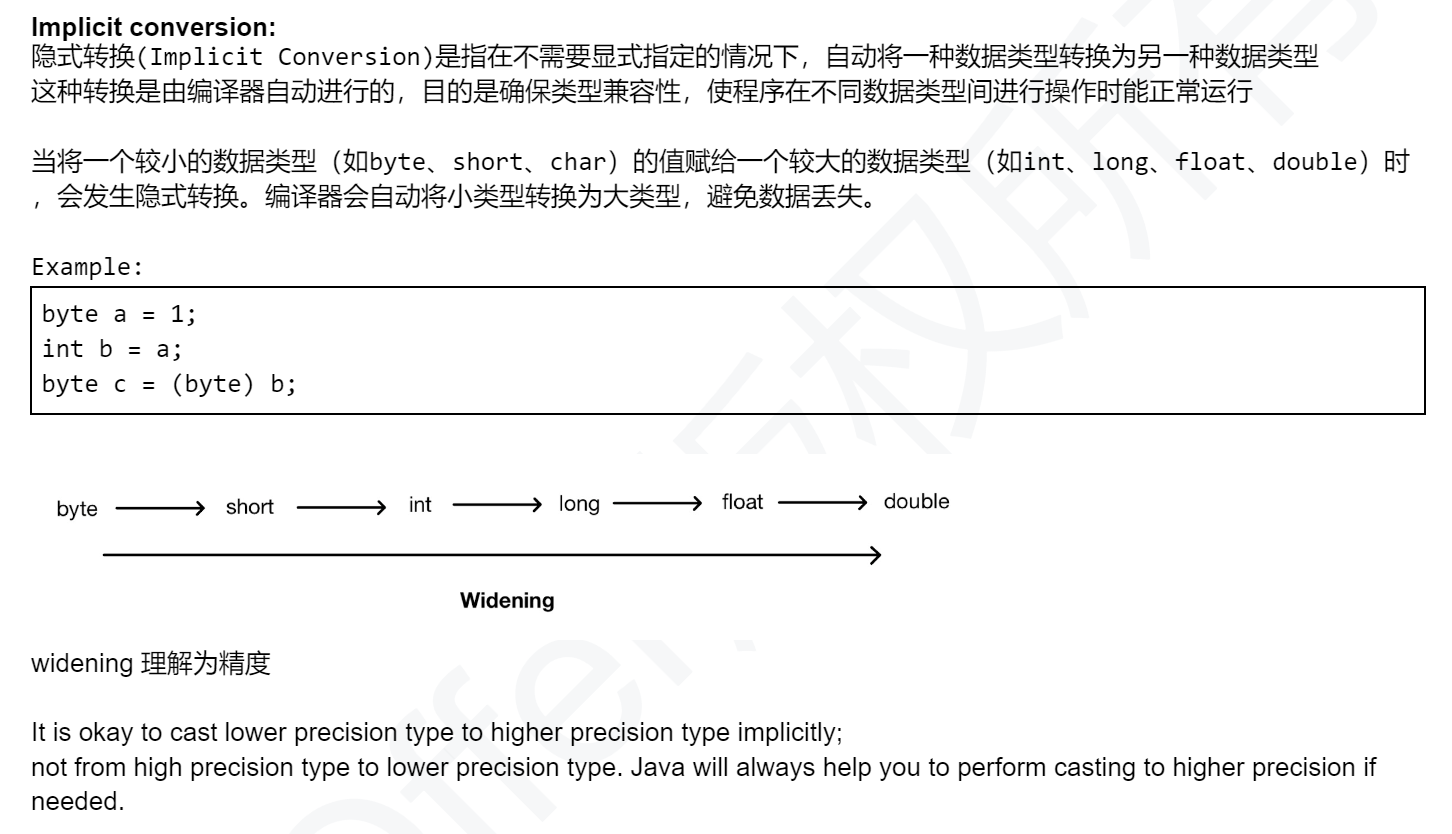 Implicit conversion:
隐式转换(Implicit Conversion)是指在不需要显式指定的情况下，自动将一种数据类型转换为另一种数据类型
这种转换是由编译器自动进行的，目的是确保类型兼容性，使程序在不同数据类型间进行操作时能正常运行
当将一个较小的数据类型（如byte、short、char）的值赋给一个较大的数据类型（如int、long、float、double）时
，会发生隐式转换。编译器会自动将小类型转换为大类型，避免数据丢失。
Example:
byte a = 1;
int b = a;
byte c = (byte) b;
byte short int long float double
Widening
widening 理解为精度
It is okay to cast lower precision type to higher precision type implicitly;
not from high precision type to lower precision type. Java will always help you to perform casting to higher precision if
needed.